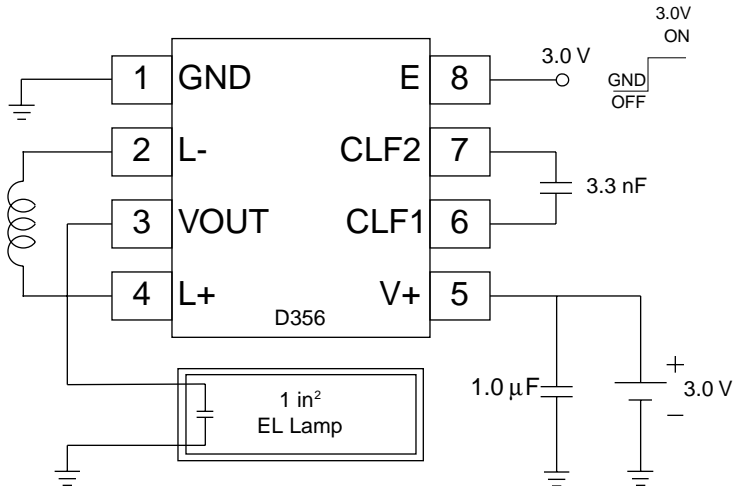 3.0V
ON
GND
OFF
3.0 V
1 GND
E 8
2 L-
CLF2 7
3.3 nF
3 VOUT
CLF1 6
4 L+
V+ 5
D356
1 in²
EL Lamp
1.0 µF
+
3.0 V
–